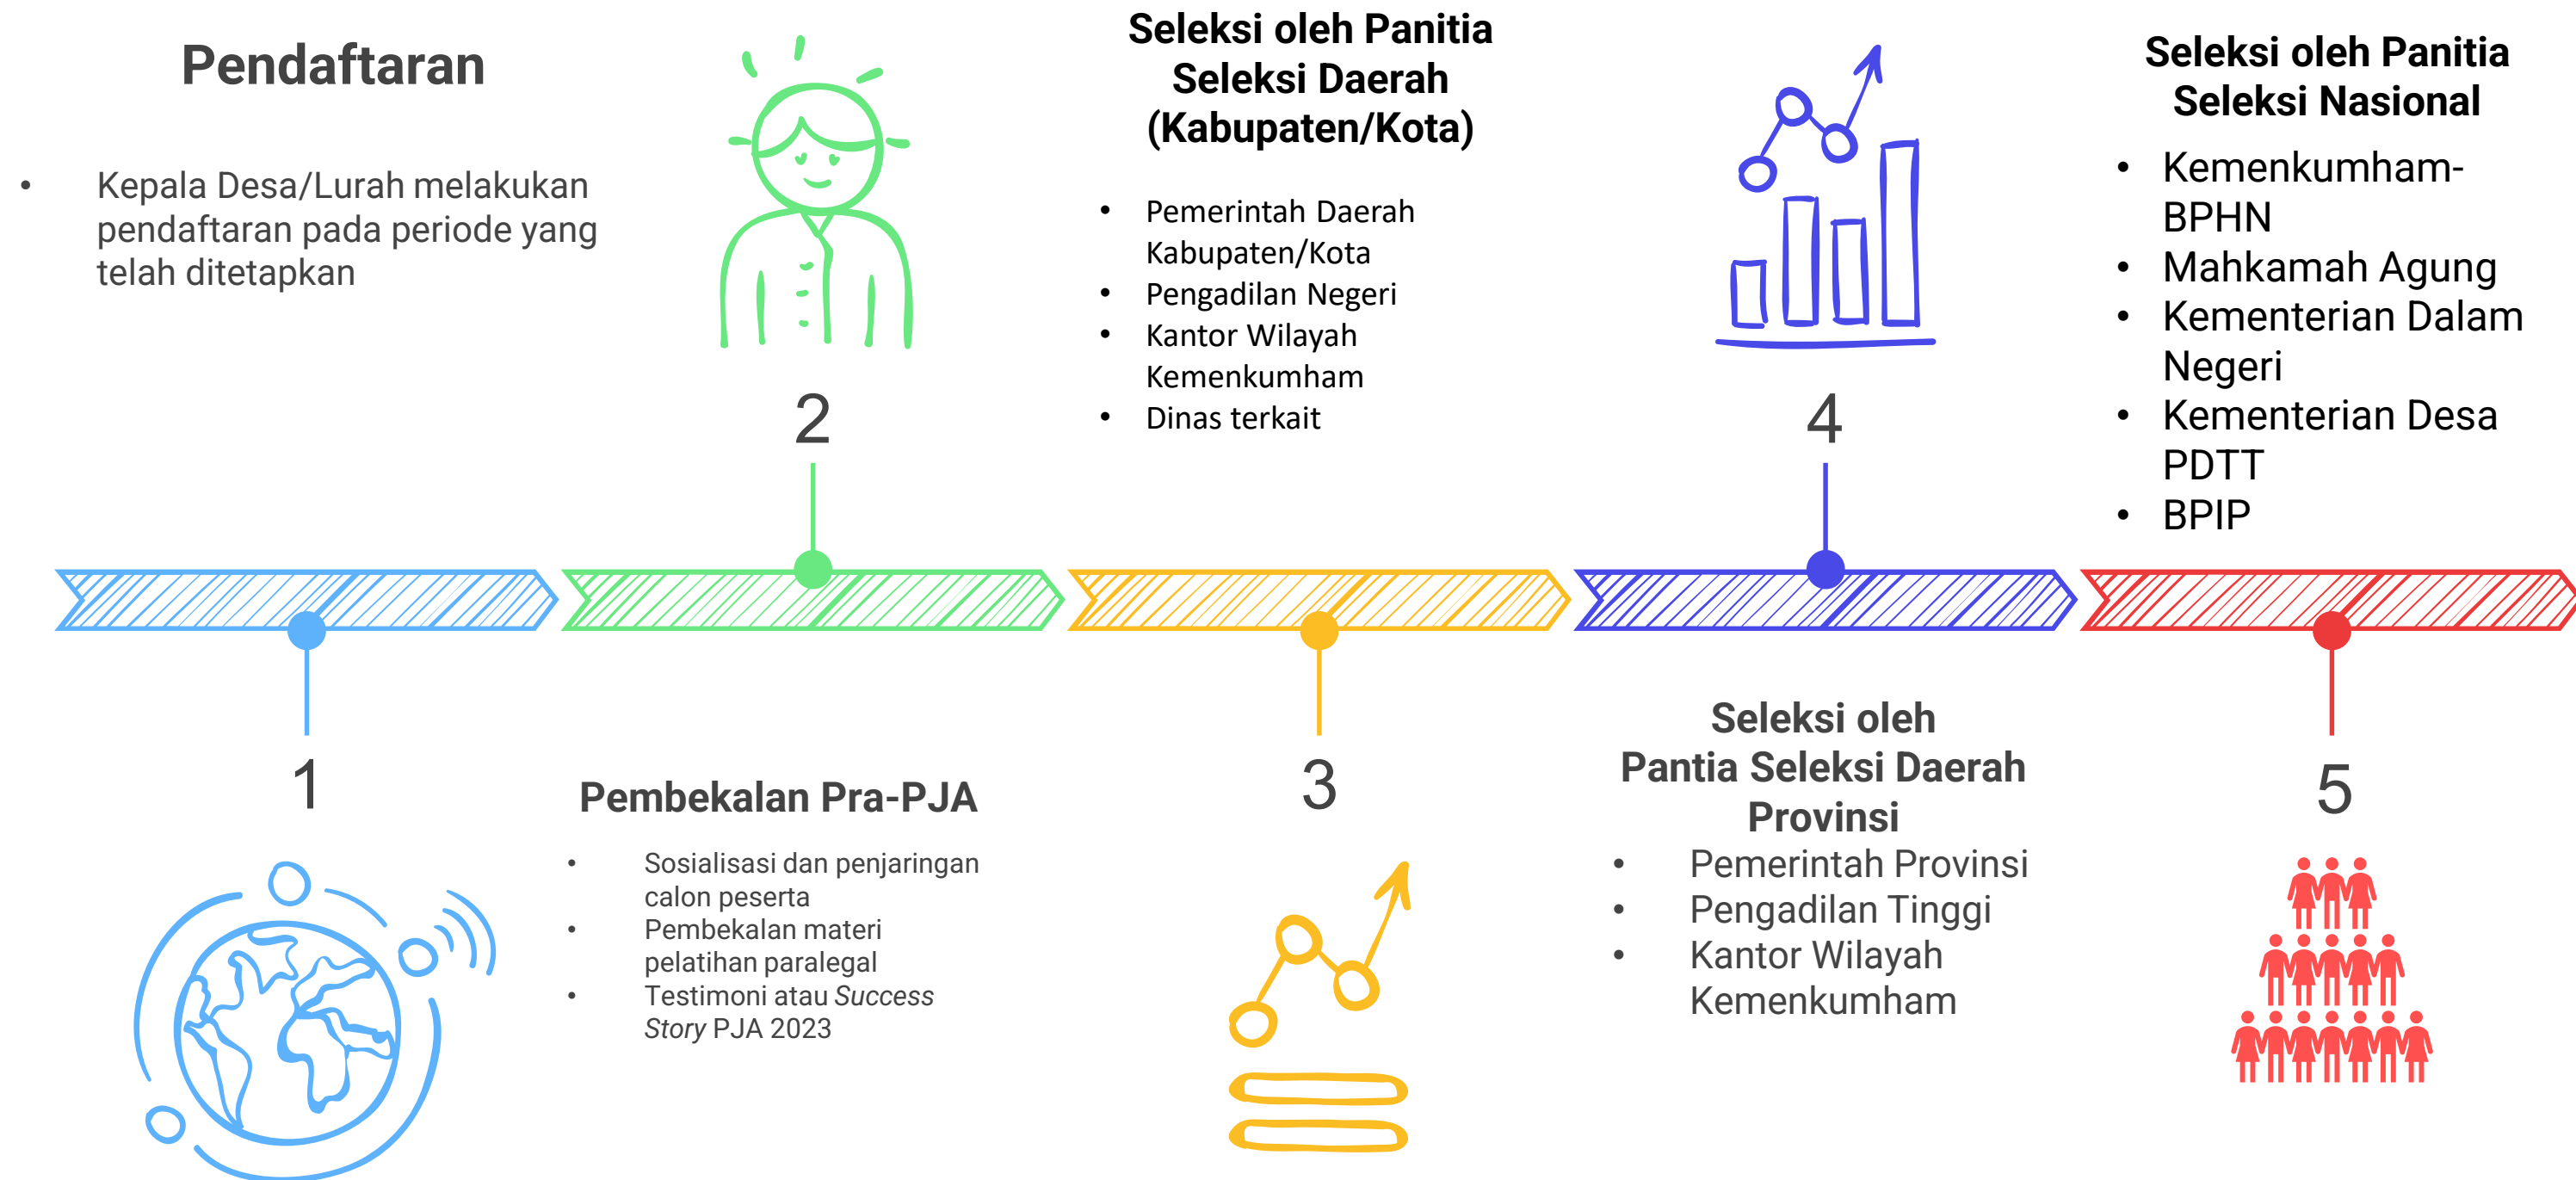 Pendaftaran
• Kepala Desa/Lurah melakukan
pendaftaran pada periode yang
telah ditetapkan
1
2
Pembekalan Pra-PJA
• Sosialisasi dan penjaringan
calon peserta
• Pembekalan materi
pelatihan paralegal
• Testimoni atau Success
Story PJA 2023
Seleksi oleh Panitia
Seleksi Daerah
(Kabupaten/Kota)
• Pemerintah Daerah
Kabupaten/Kota
• Pengadilan Negeri
• Kantor Wilayah
Kemenkumham
• Dinas terkait
3
4
Seleksi oleh
Pantia Seleksi Daerah
Provinsi
• Pemerintah Provinsi
• Pengadilan Tinggi
• Kantor Wilayah
Kemenkumham
Seleksi oleh Panitia
Seleksi Nasional
• Kemenkumham-
BPHN
• Mahkamah Agung
• Kementerian Dalam
Negeri
• Kementerian Desa
PDTT
• BPIP
5